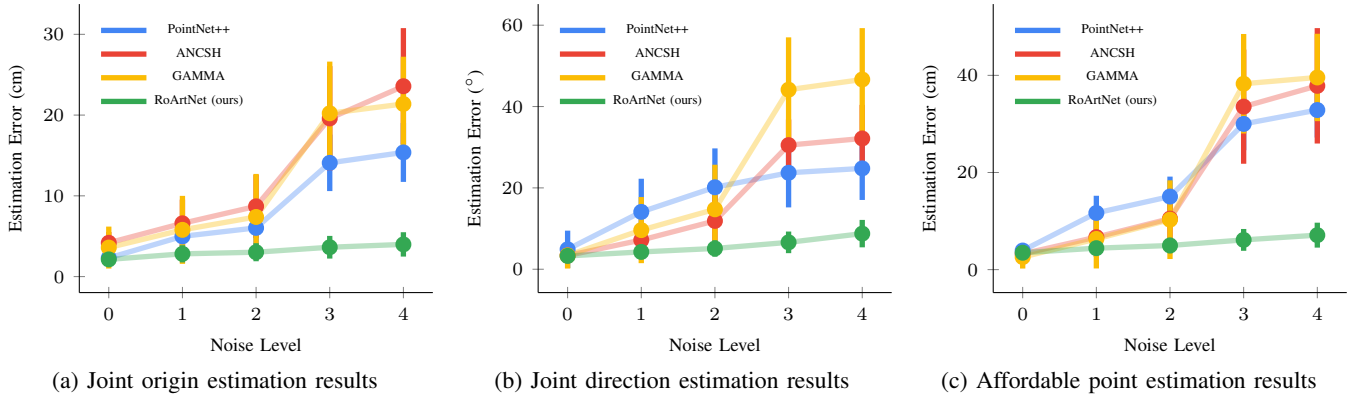 Estimation Error (cm)
30
20
10
0
PointNet++
ANCSH
GAMMA
RoArtNet (ours)
0 1 2 3 4
Noise Level
(a) Joint origin estimation results
Estimation Error (°)
60
40
20
0
PointNet++
ANCSH
GAMMA
RoArtNet (ours)
0 1 2 3 4
Noise Level
(b) Joint direction estimation results
Estimation Error (cm)
40
20
0
PointNet++
ANCSH
GAMMA
RoArtNet (ours)
0 1 2 3 4
Noise Level
(c) Affordable point estimation results